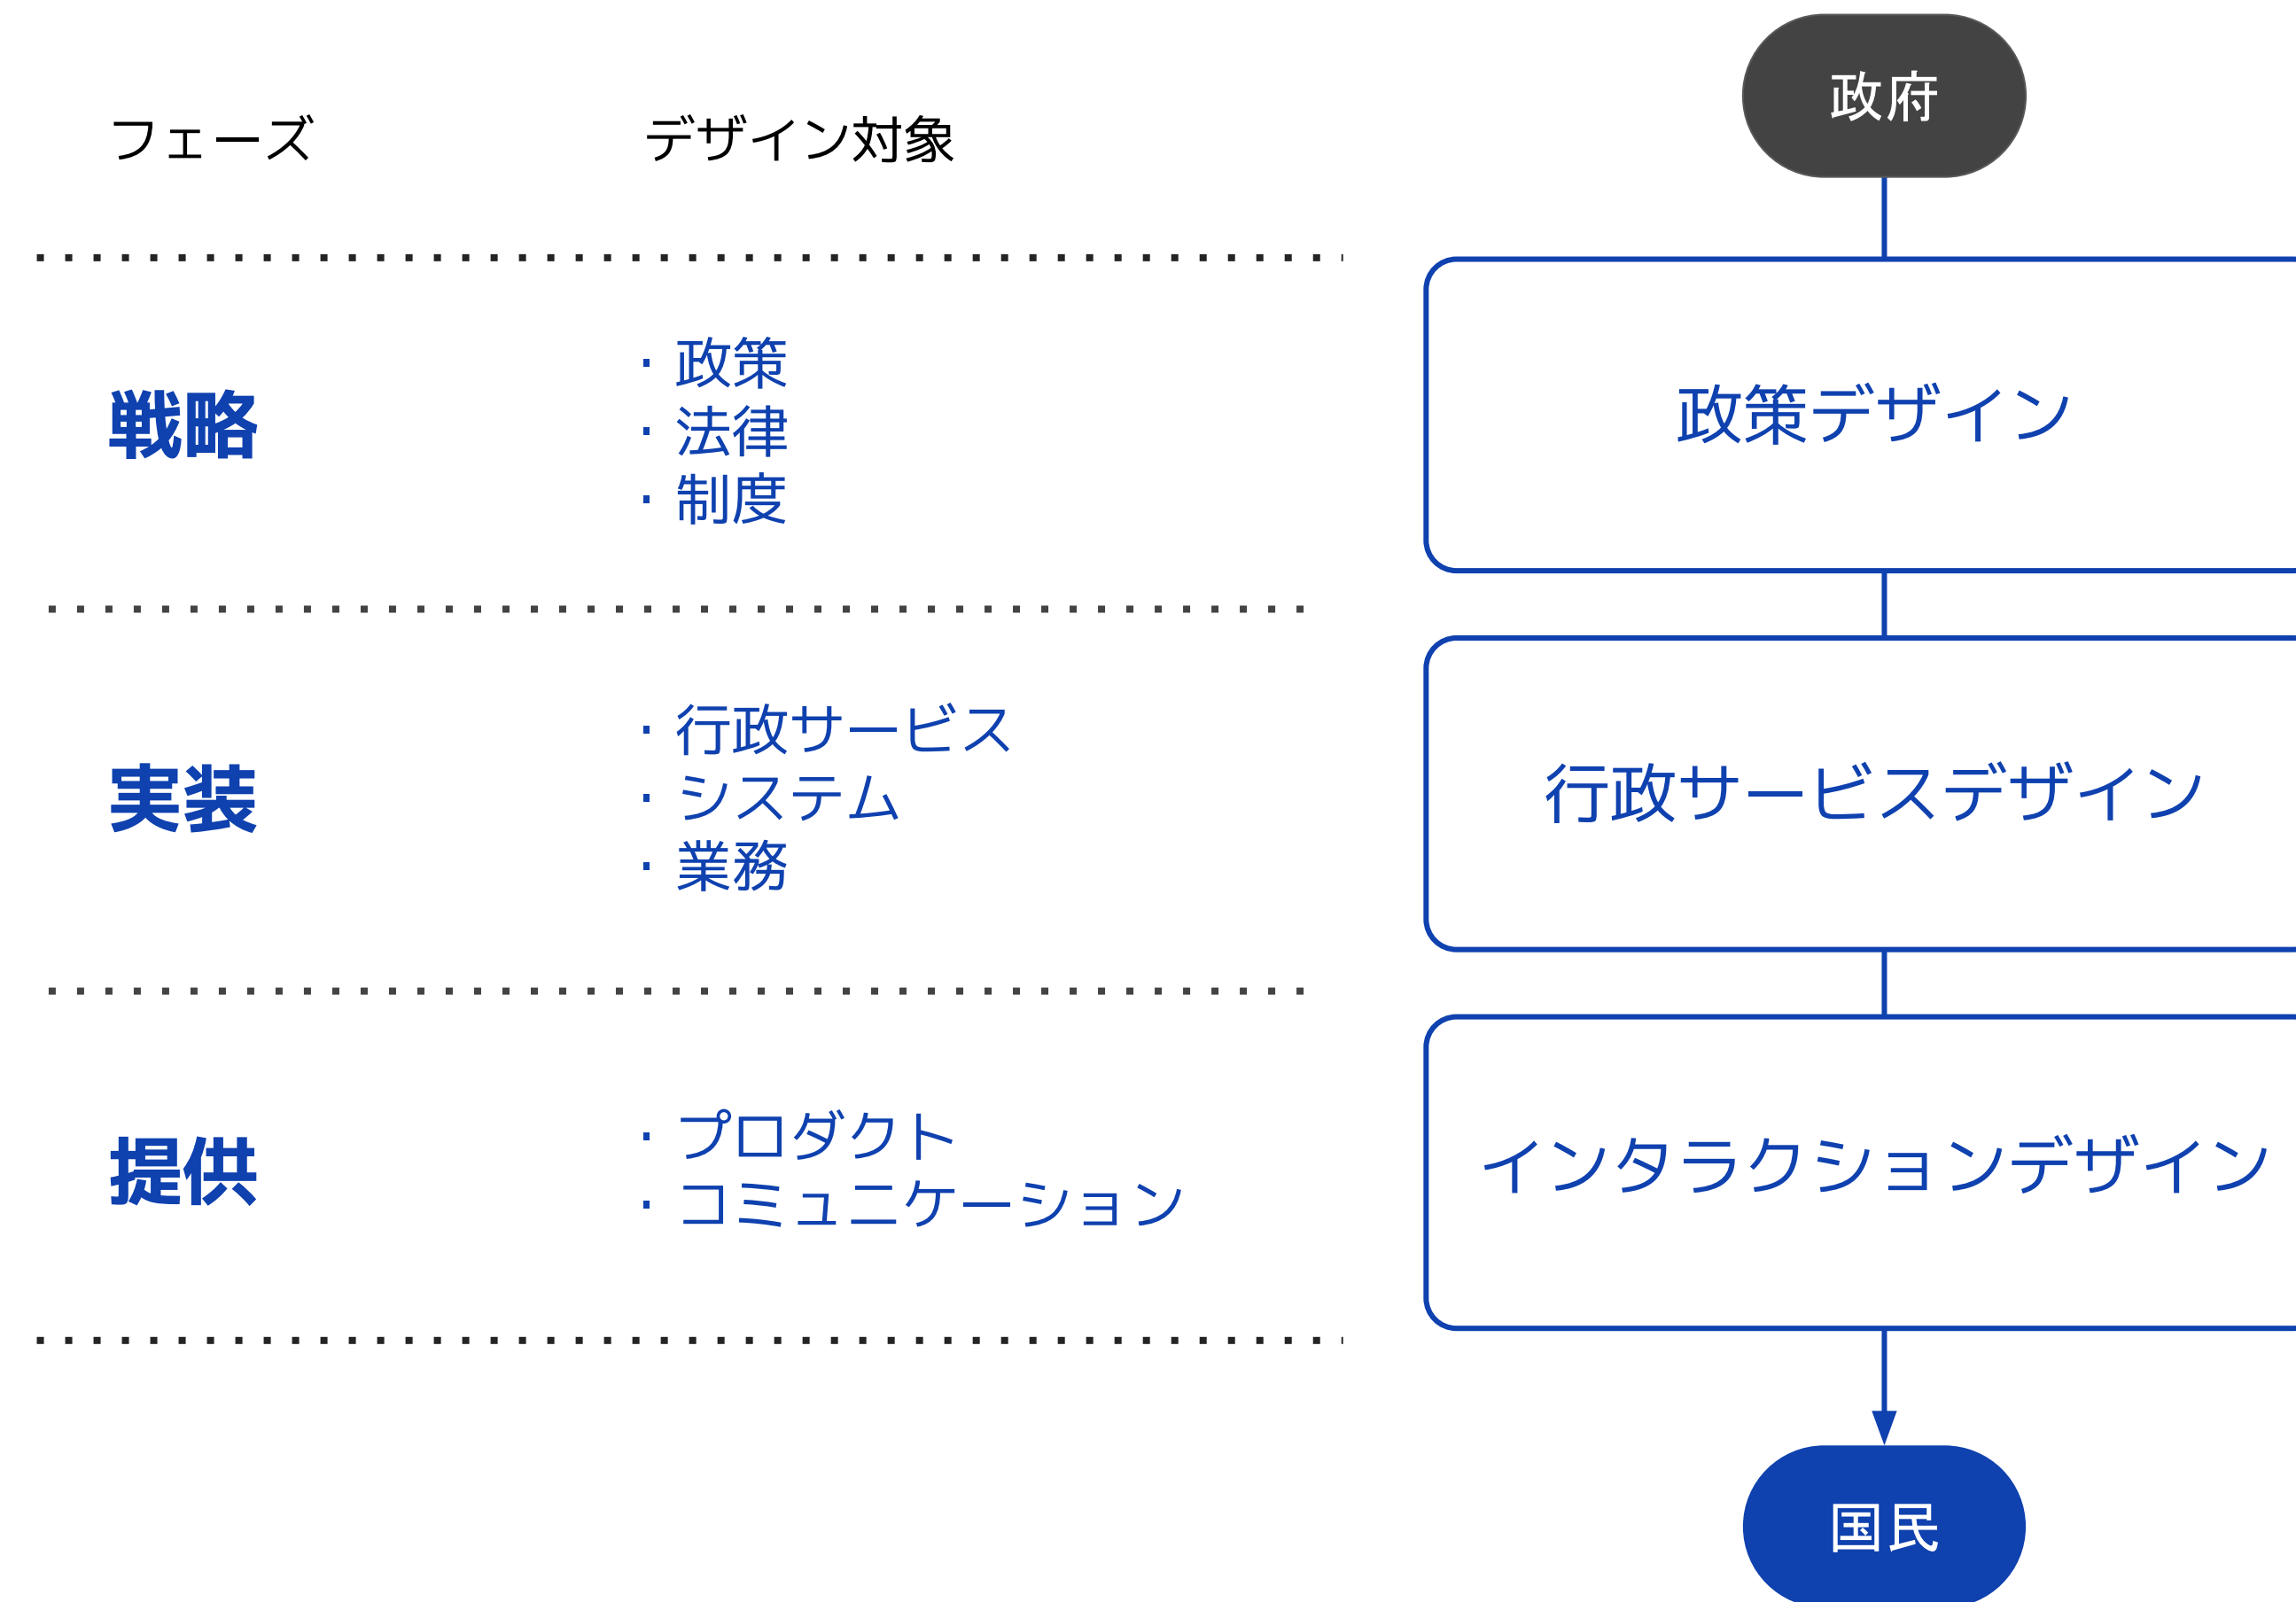 政府
フェーズ
デザイン対象
戦略
・政策
・法律
・制度
政策デザイン
実装
・行政サービス
・システム
・業務
行政サービスデザイン
提供
・プロダクト
・コミュニケーション
インタラクションデザイン
国民